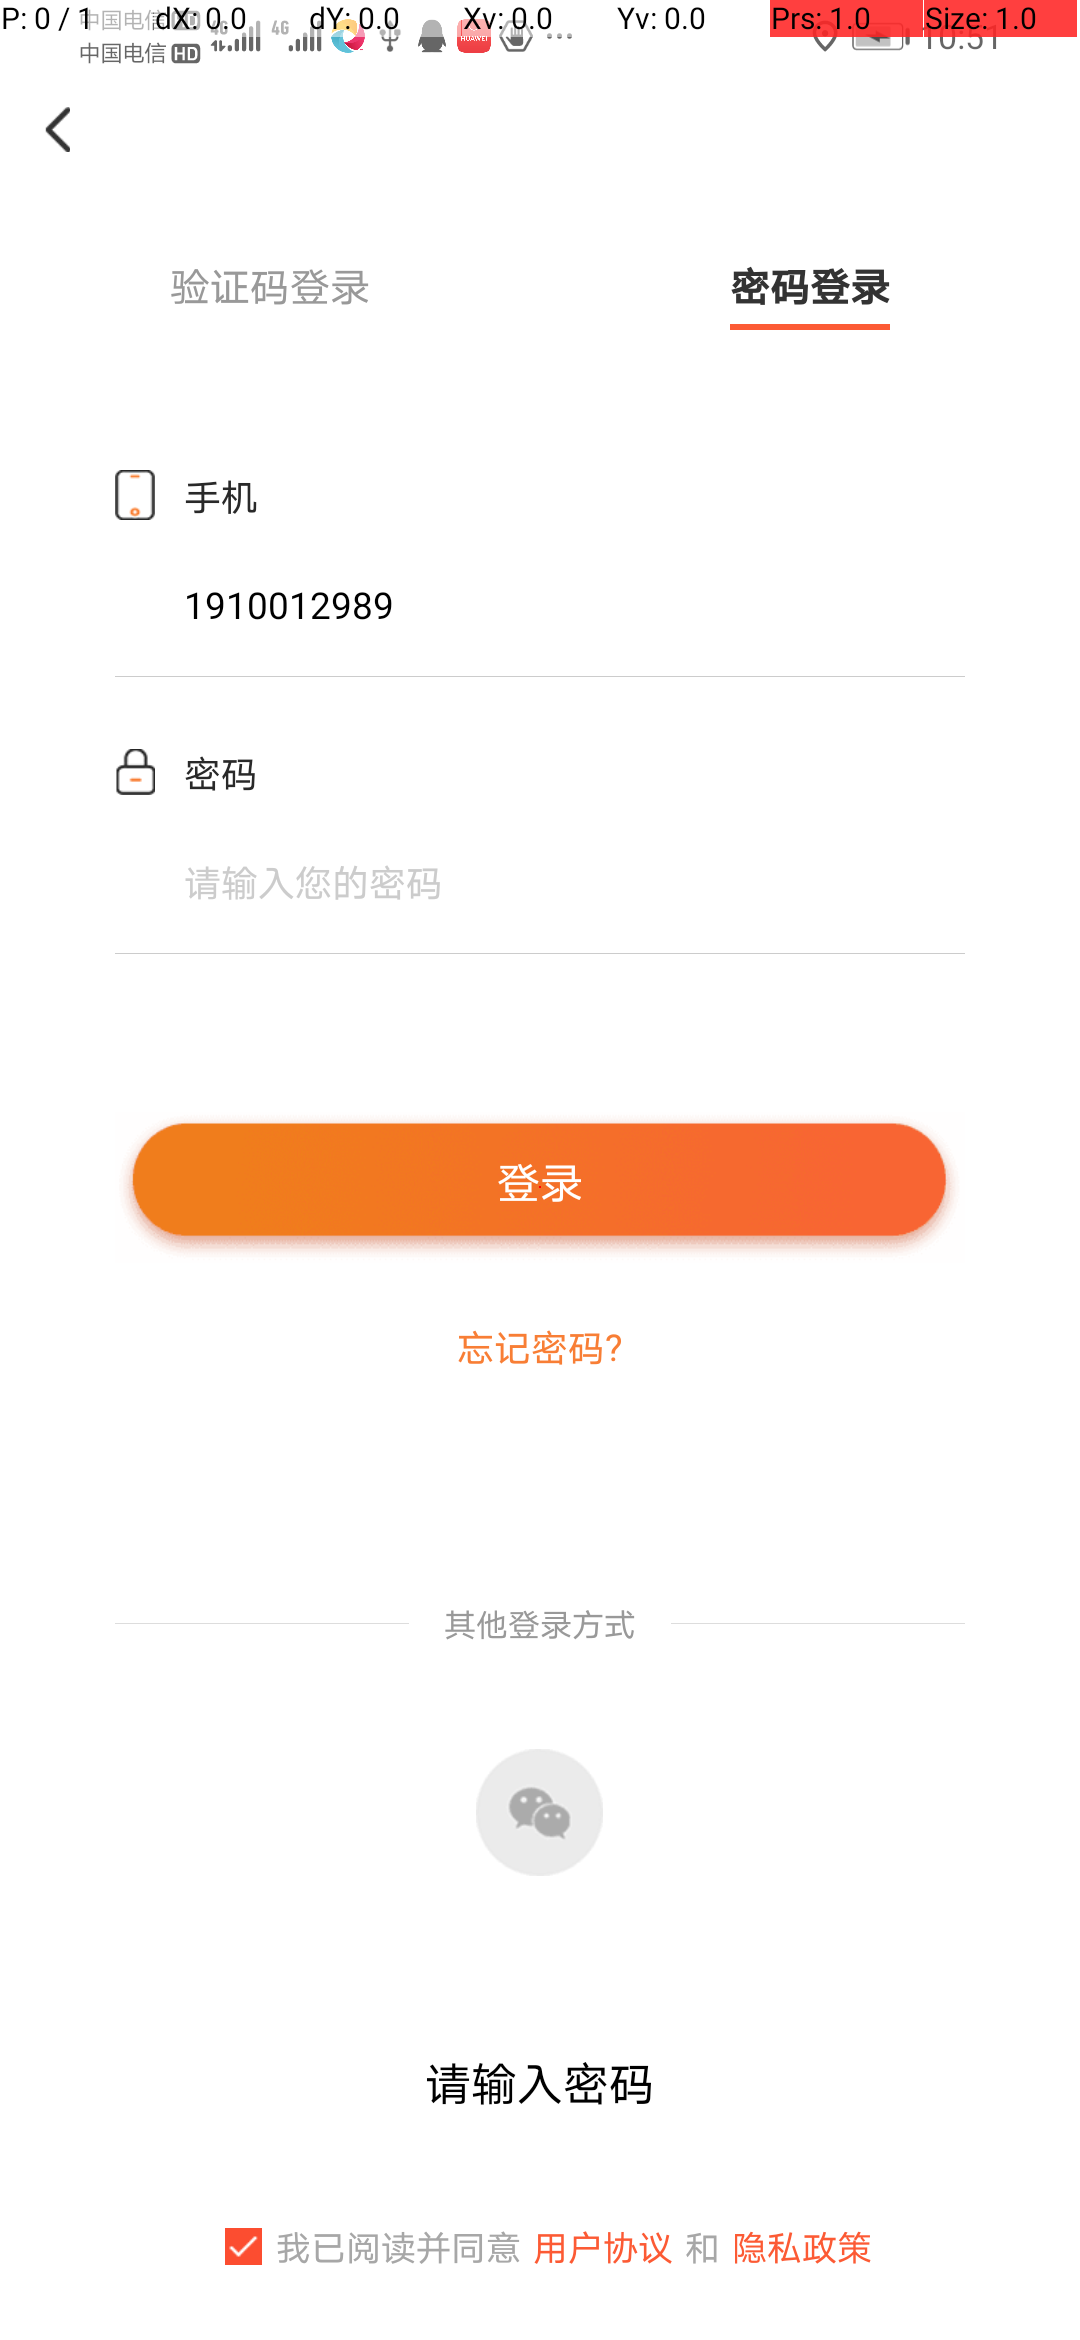 P: 0 / 1 dX: 0.0 dY: 0.0 Xv: 0.0 Yv: 0.0 Prs: 1.0 Size: 1.0
中国电信 HD 4G 4G HUAWEI 10:51
中国电信 HD
验证码登录 密码登录
手机
1910012989
密码
请输入您的密码
登录
忘记密码?
其他登录方式
请输入密码
我已阅读并同意 用户协议 和 隐私政策